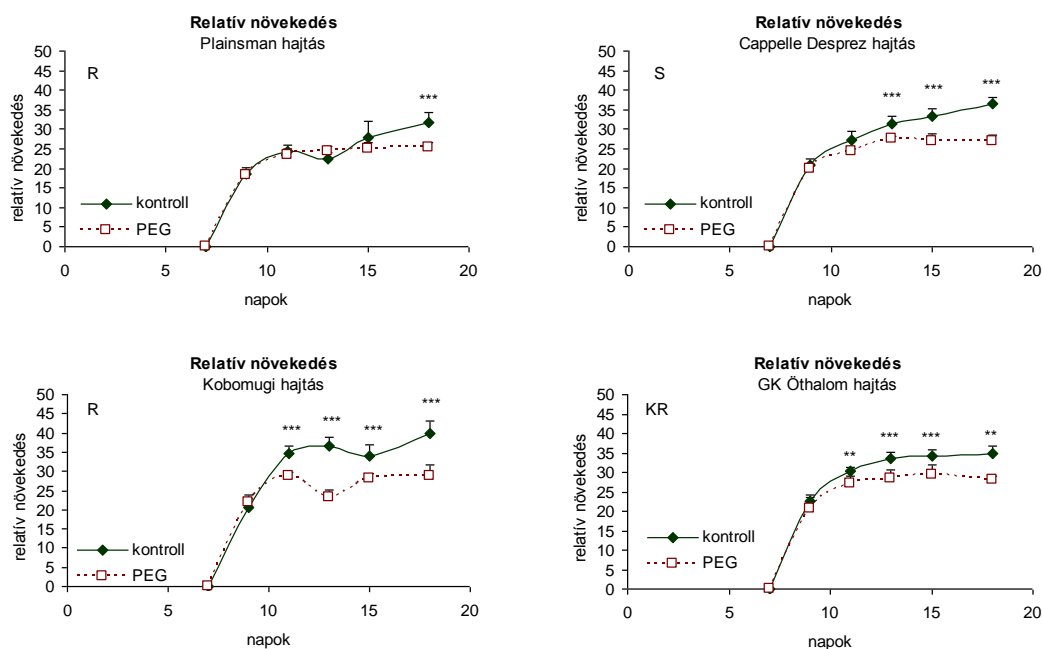 Relatív növekedés
Plainsman hajtás
R
***
relatív növekedés
50
45
40
35
30
25
20
15
10
5
0
kontroll
PEG
0 5 10 15 20
napok
Relatív növekedés
Cappelle Desprez hajtás
S
*** *** ***
relatív növekedés
50
45
40
35
30
25
20
15
10
5
0
kontroll
PEG
0 5 10 15 20
napok
Relatív növekedés
Kobomugi hajtás
R
*** *** *** ***
relatív növekedés
50
45
40
35
30
25
20
15
10
5
0
kontroll
PEG
0 5 10 15 20
napok
Relatív növekedés
GK Öthalom hajtás
KR
** *** *** **
relatív növekedés
50
45
40
35
30
25
20
15
10
5
0
kontroll
PEG
0 5 10 15 20
napok